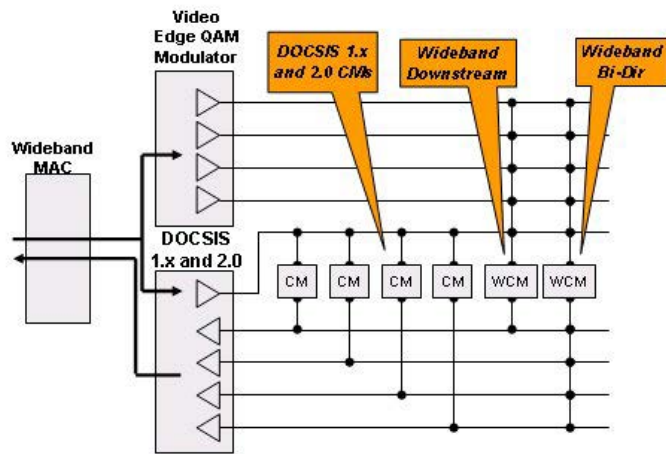 Video
Edge QAM
Modulator
DOCSIS 1.x
and 2.0 CMs
Wideband
Downstream
Wideband
Bi-Dir
Wideband
MAC
DOCSIS
1.x and 2.0
CM
CM
CM
CM
WCM
WCM